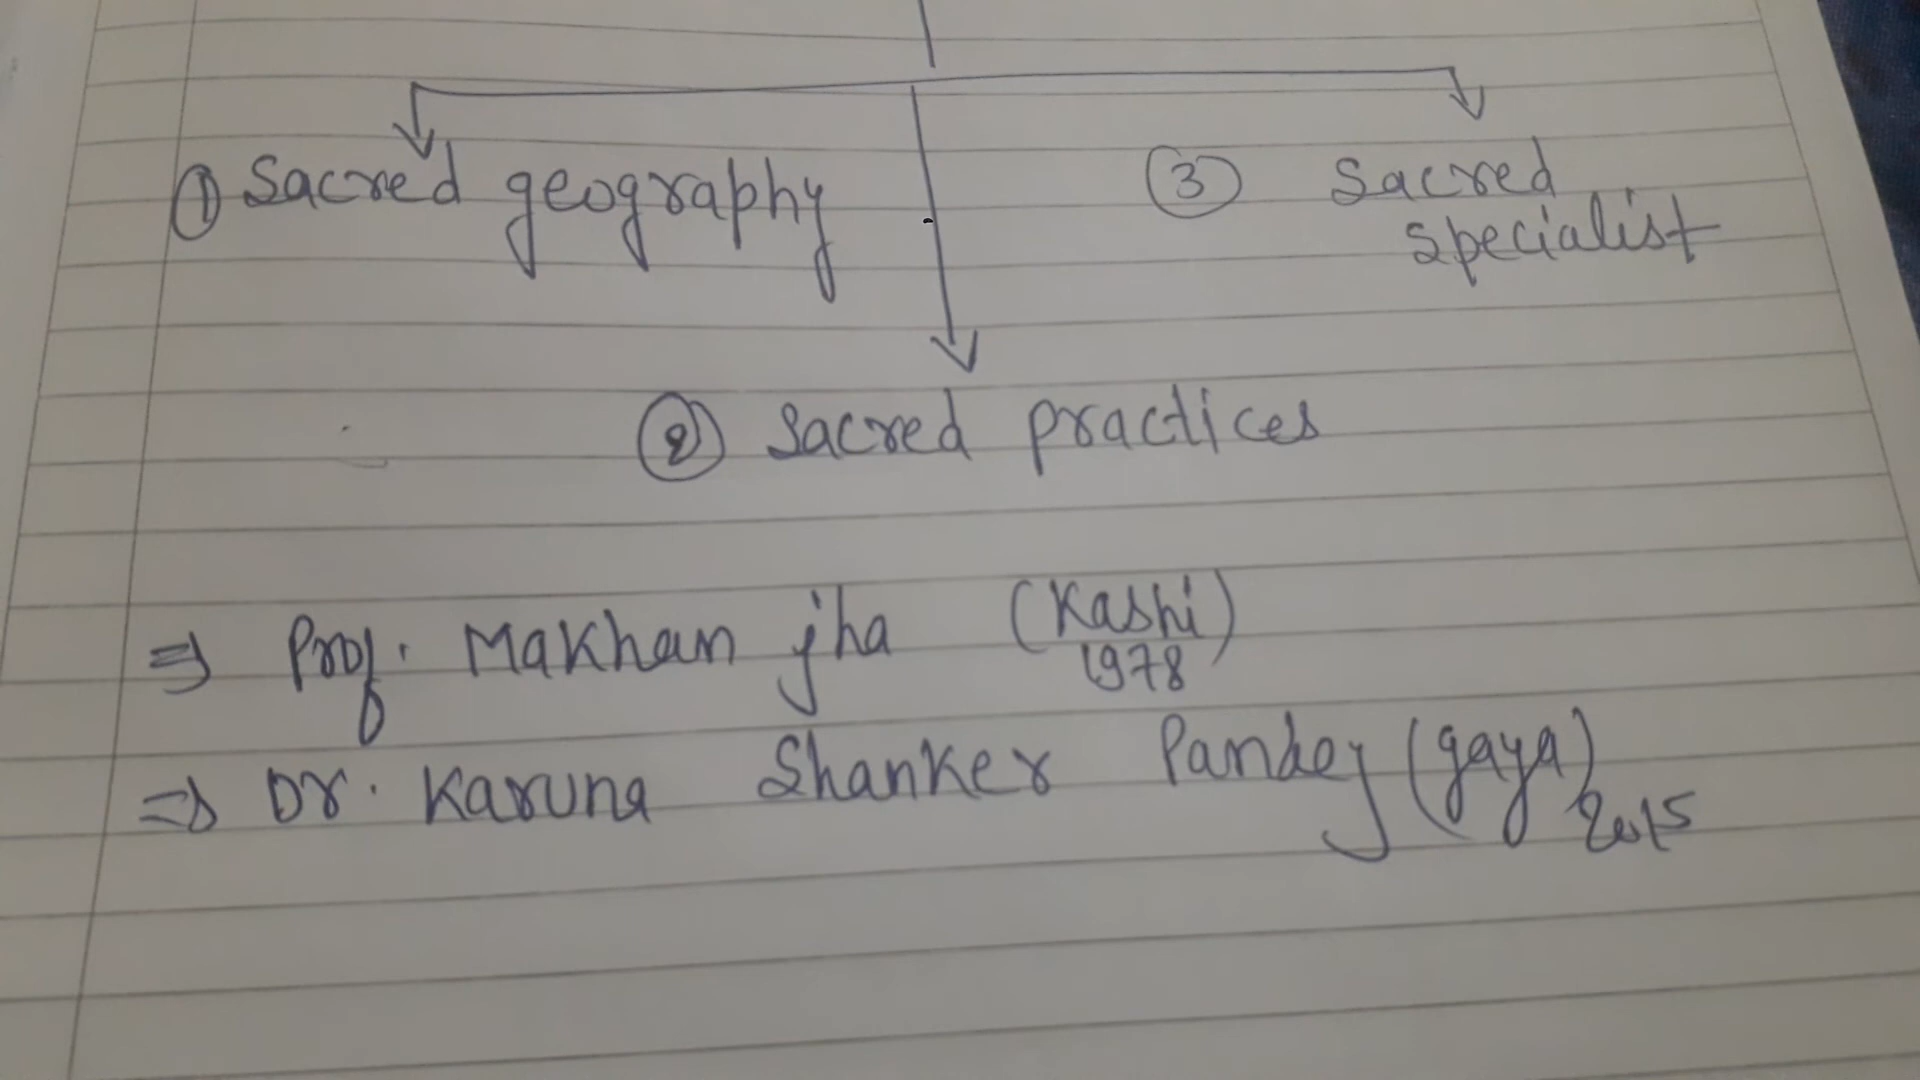 ① Sacred geography
③ Sacred
specialist
② Sacred practices
⇒ Prof. Makhan jha (Kashi)
1978
⇒ Dr. Karuna Shanker Pandey (gaya)
2015